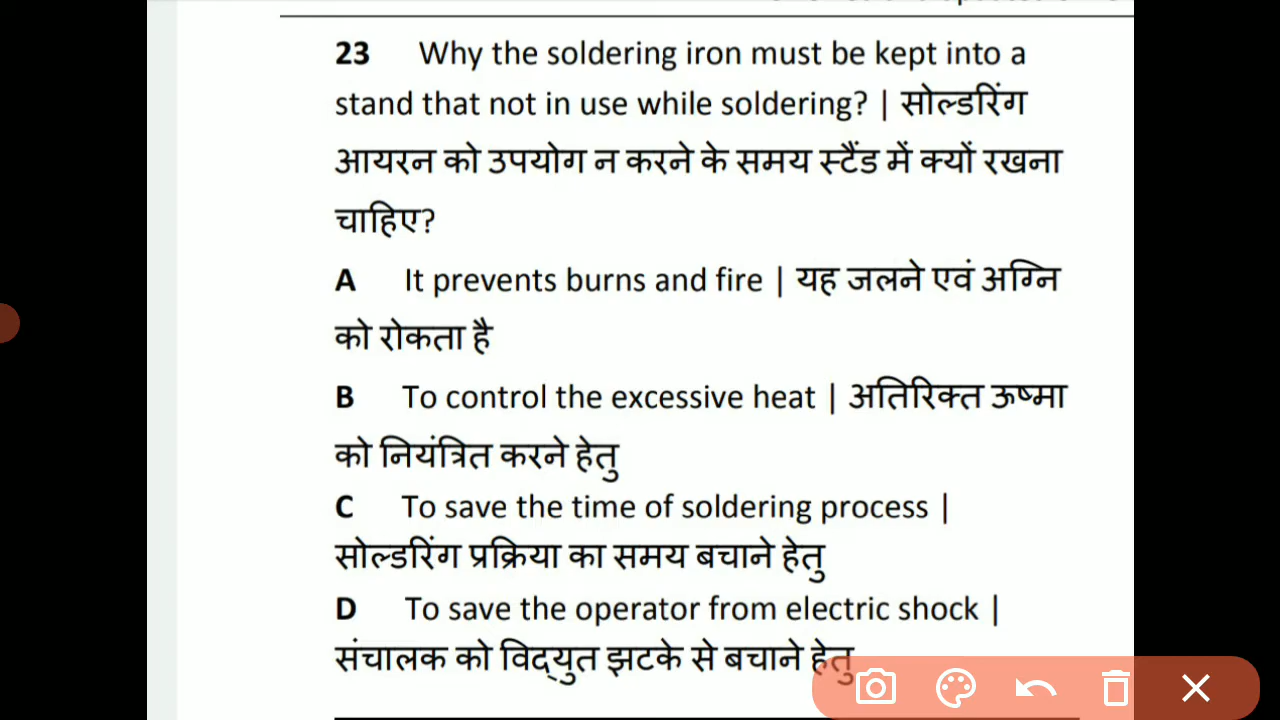 23 Why the soldering iron must be kept into a
stand that not in use while soldering? | सोल्डरिंग
आयरन को उपयोग न करने के समय स्टैंड में क्यों रखना
चाहिए?
A It prevents burns and fire | यह जलने एवं अग्नि
को रोकता है
B To control the excessive heat | अतिरिक्त ऊष्मा
को नियंत्रित करने हेतु
C To save the time of soldering process |
सोल्डरिंग प्रक्रिया का समय बचाने हेतु
D To save the operator from electric shock |
संचालक को विद्युत झटके से बचाने हेतु